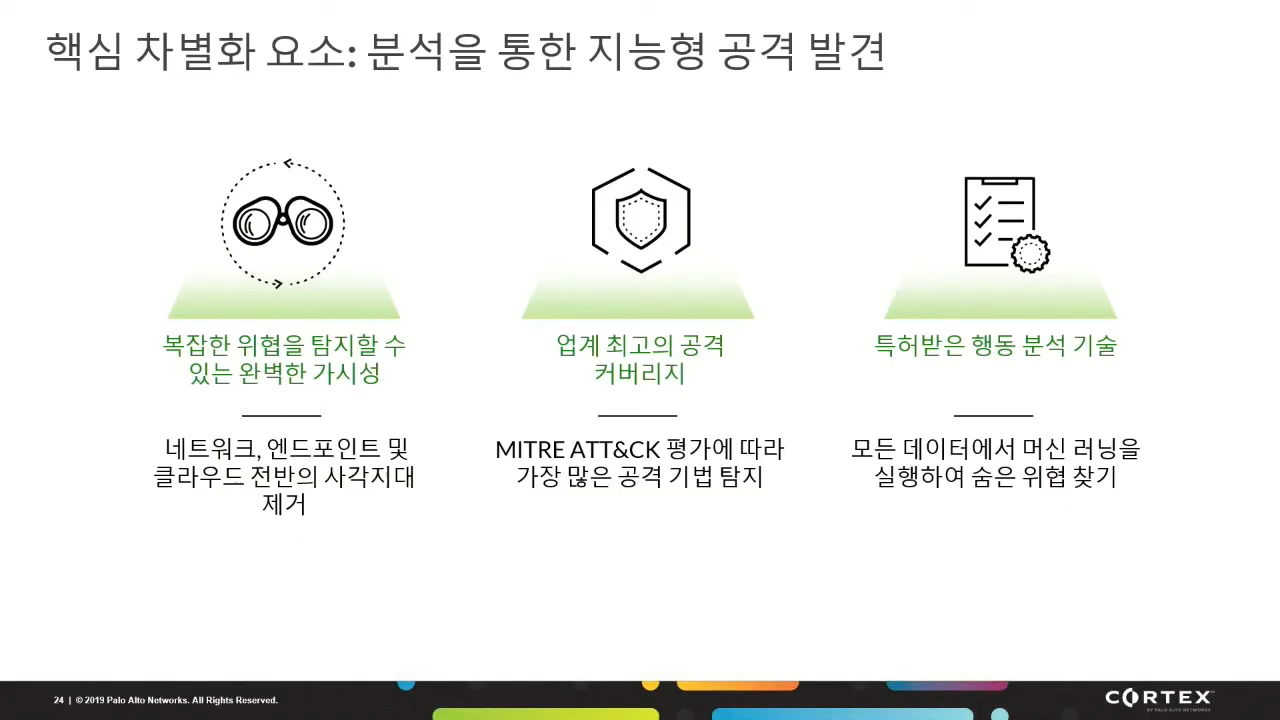 핵심 차별화 요소: 분석을 통한 지능형 공격 발견
복잡한 위협을 탐지할 수
있는 완벽한 가시성
네트워크, 엔드포인트 및
클라우드 전반의 사각지대
제거
업계 최고의 공격
커버리지
MITRE ATT&CK 평가에 따라
가장 많은 공격 기법 탐지
특허받은 행동 분석 기술
모든 데이터에서 머신 러닝을
실행하여 숨은 위협 찾기
24 | © 2019 Palo Alto Networks. All Rights Reserved.
CORTEX™
BY PALO ALTO NETWORKS